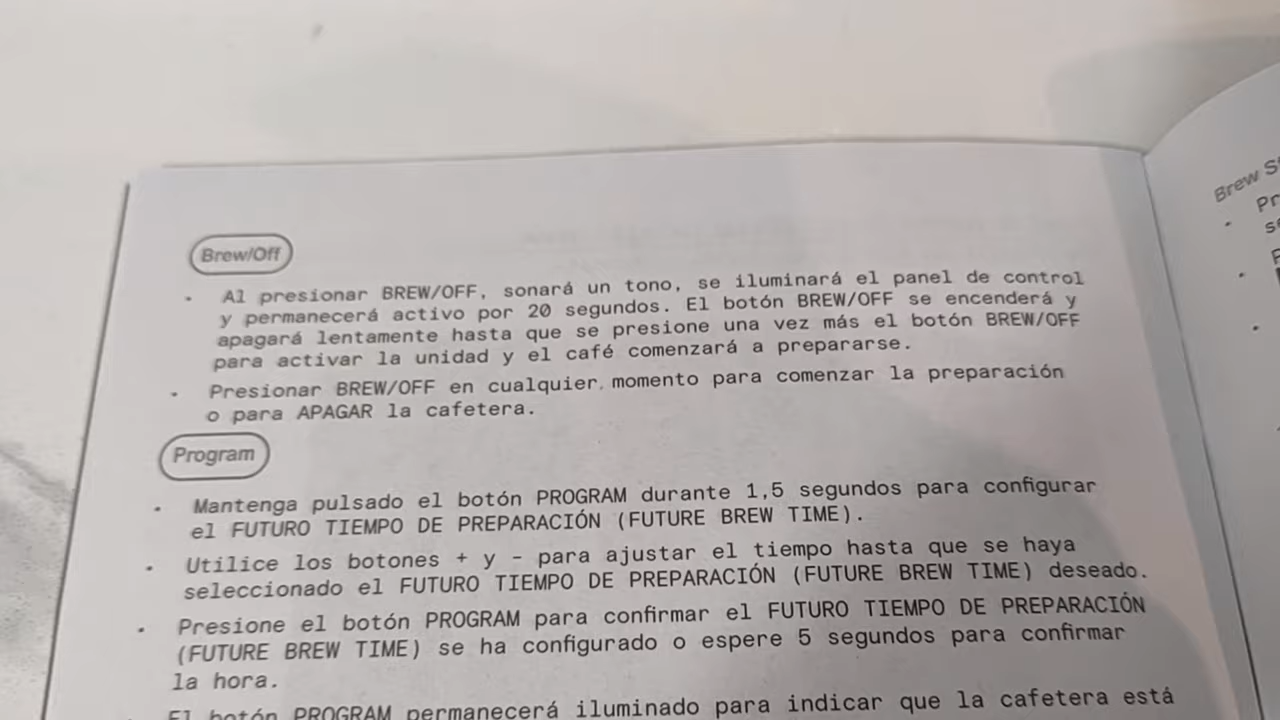 Brew/Off
• Al presionar BREW/OFF, sonará un tono, se iluminará el panel de control
y permanecerá activo por 20 segundos. El botón BREW/OFF se encenderá y
apagará lentamente hasta que se presione una vez más el botón BREW/OFF
para activar la unidad y el café comenzará a prepararse.
• Presionar BREW/OFF en cualquier momento para comenzar la preparación
o para APAGAR la cafetera.
Program
• Mantenga pulsado el botón PROGRAM durante 1,5 segundos para configurar
el FUTURO TIEMPO DE PREPARACIÓN (FUTURE BREW TIME).
• Utilice los botones + y - para ajustar el tiempo hasta que se haya
seleccionado el FUTURO TIEMPO DE PREPARACIÓN (FUTURE BREW TIME) deseado.
• Presione el botón PROGRAM para confirmar el FUTURO TIEMPO DE PREPARACIÓN
(FUTURE BREW TIME) se ha configurado o espere 5 segundos para confirmar
la hora.
El botón PROGRAM permanecerá iluminado para indicar que la cafetera está
Brew